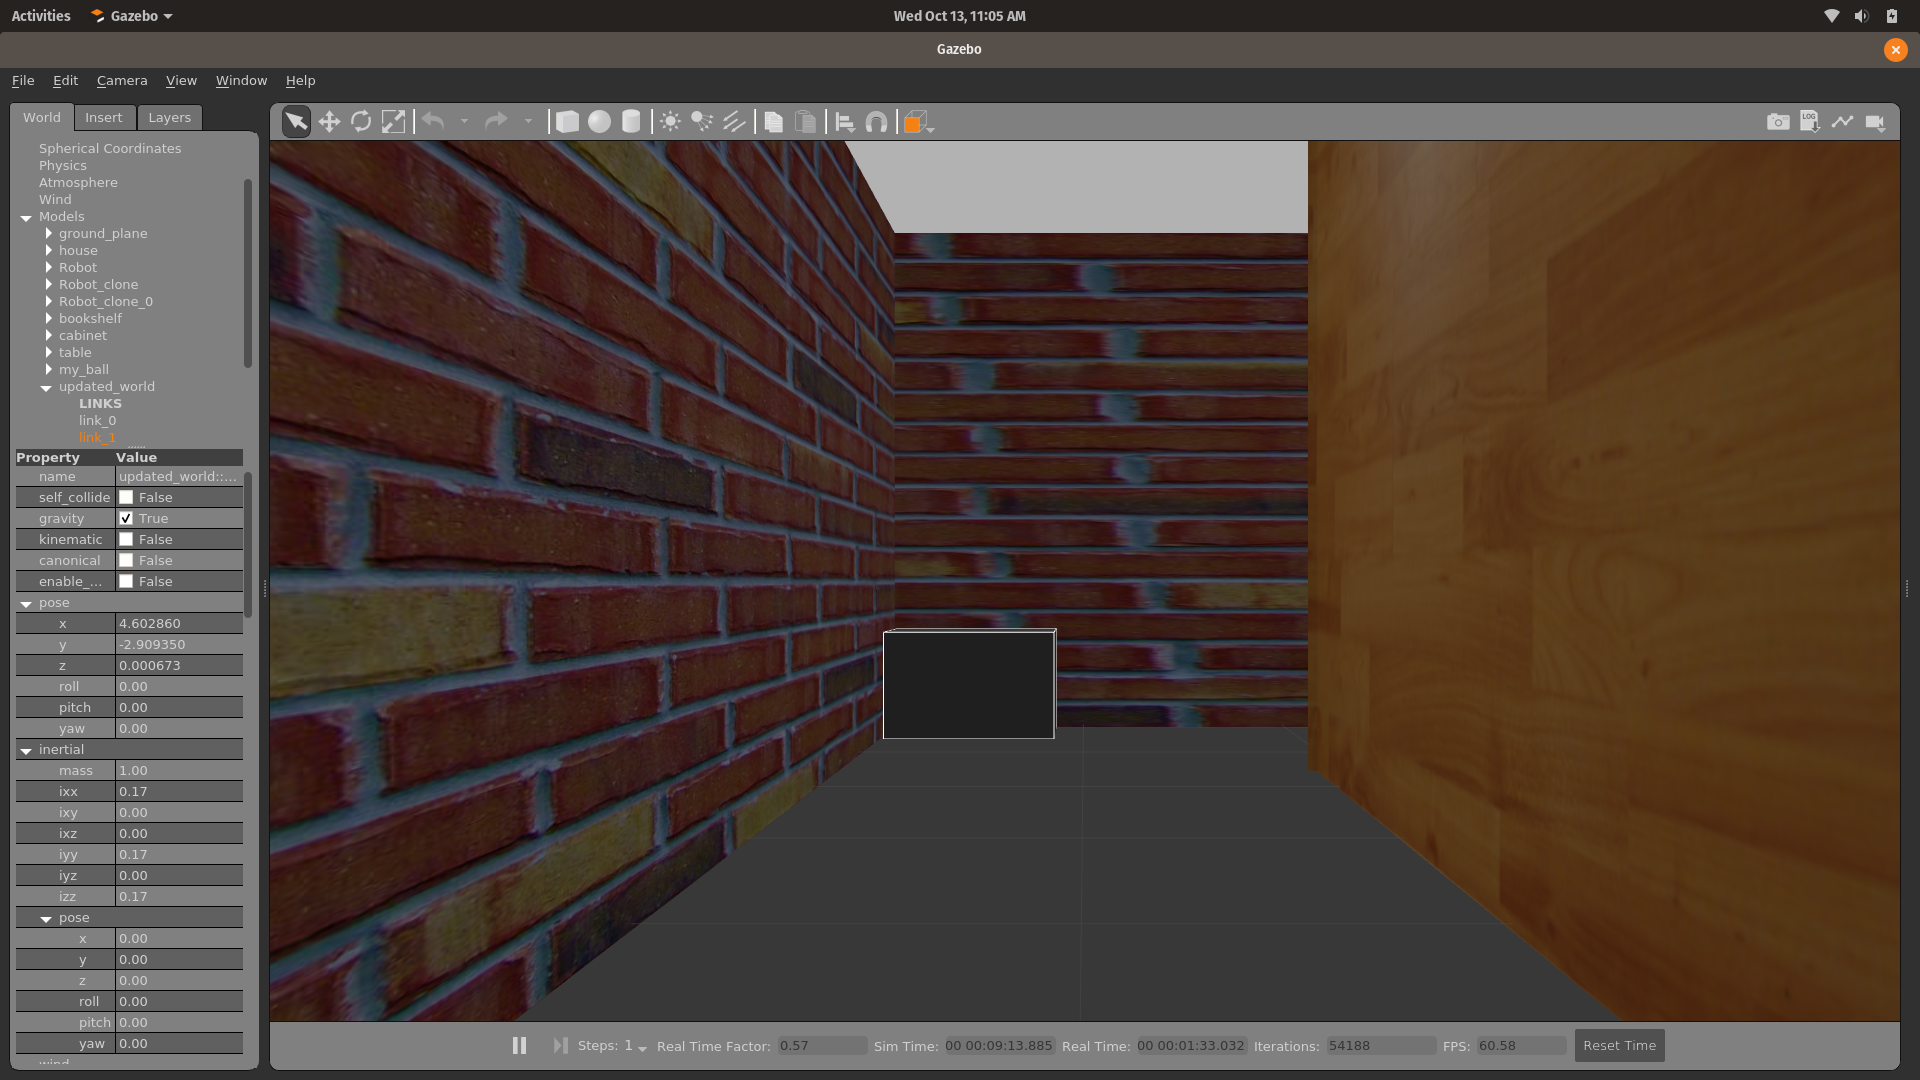 Activities Gazebo Wed Oct 13, 11:05 AM
Gazebo
File Edit Camera View Window Help
World Insert Layers
LOG
Spherical Coordinates
Physics
Atmosphere
Wind
Models
ground_plane
house
Robot
Robot_clone
Robot_clone_0
bookshelf
cabinet
table
my_ball
updated_world
LINKS
link_0
link_1
Property Value
name updated_world::...
self_collide False
gravity True
kinematic False
canonical False
enable_... False
pose
x 4.602860
y -2.909350
z 0.000673
roll 0.00
pitch 0.00
yaw 0.00
inertial
mass 1.00
ixx 0.17
ixy 0.00
ixz 0.00
iyy 0.17
iyz 0.00
izz 0.17
pose
x 0.00
y 0.00
z 0.00
roll 0.00
pitch 0.00
yaw 0.00
Steps: 1 Real Time Factor: 0.57 Sim Time: 00 00:09:13.885 Real Time: 00 00:01:33.032 Iterations: 54188 FPS: 60.58 Reset Time